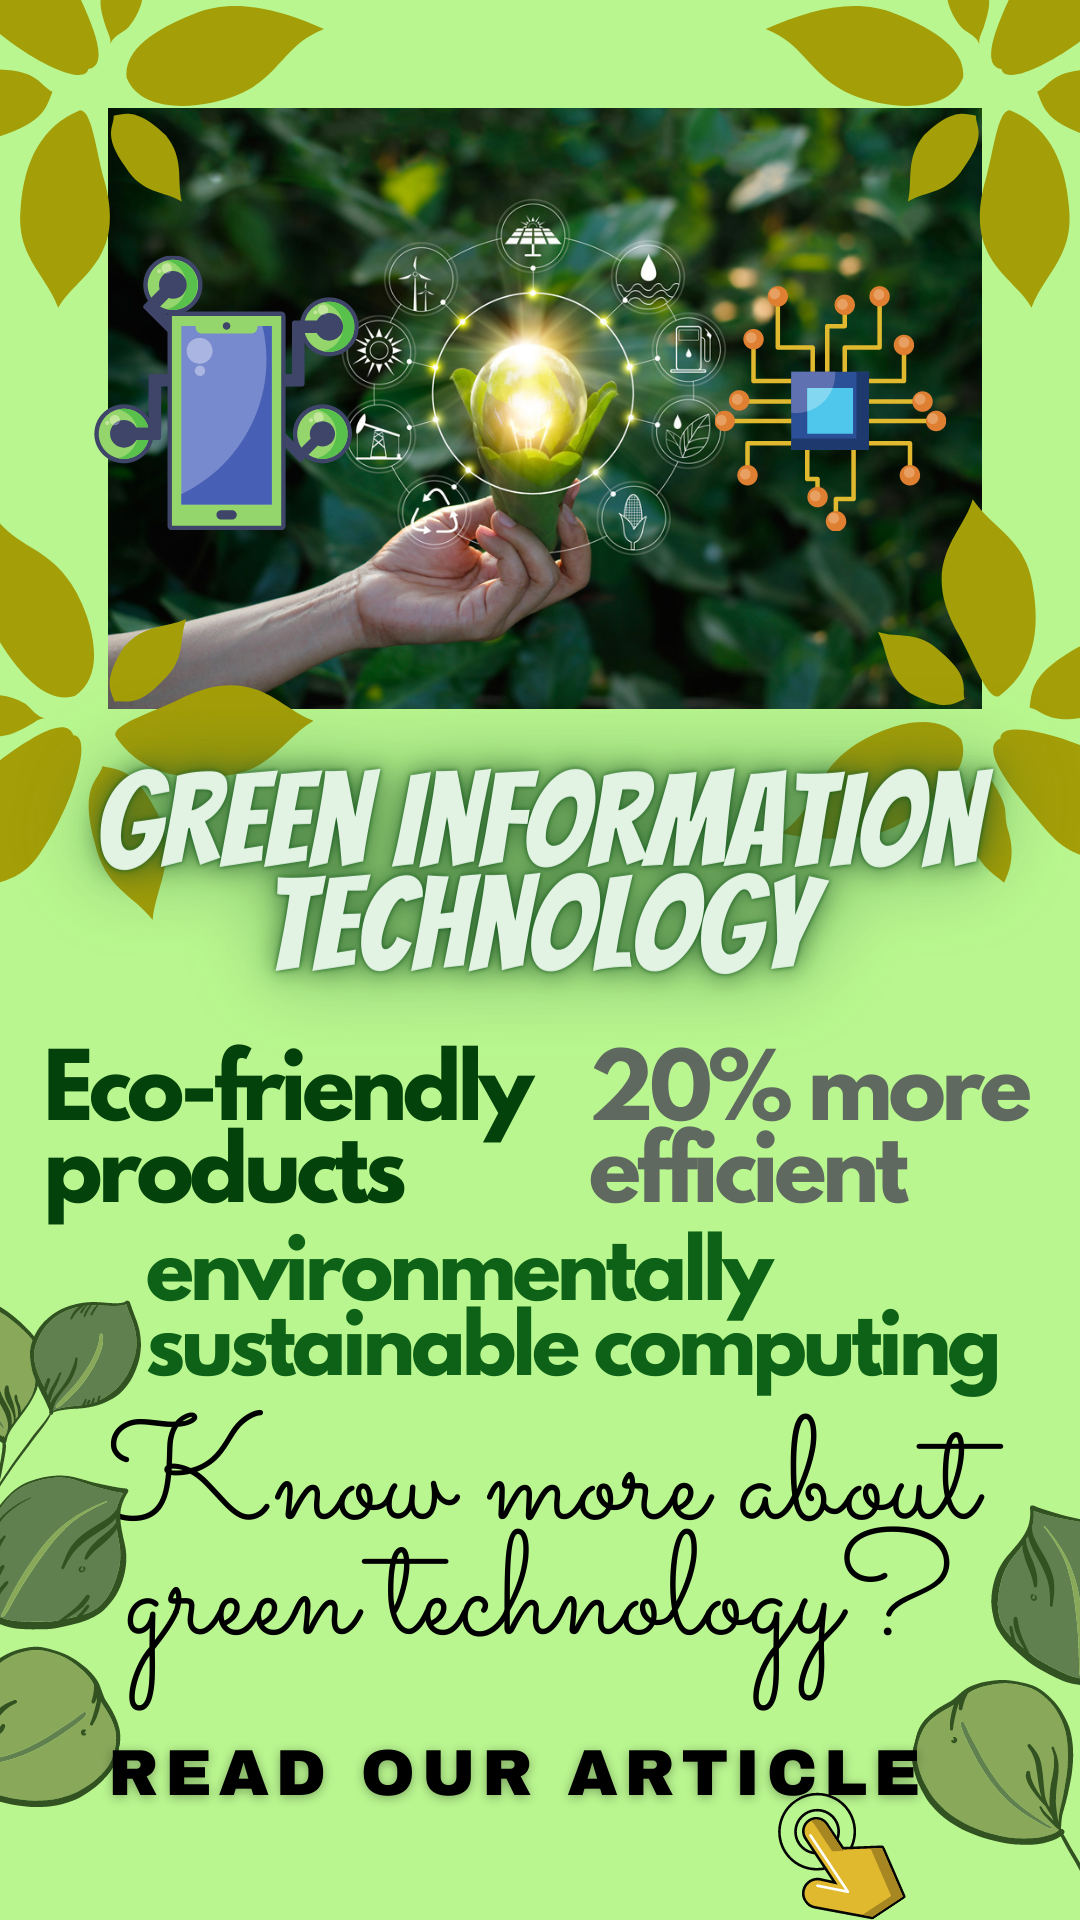 GREEN INFORMATION
TECHNOLOGY
Eco-friendly
products
20% more
efficient
environmentally
sustainable computing
Know more about
green technology?
READ OUR ARTICLE